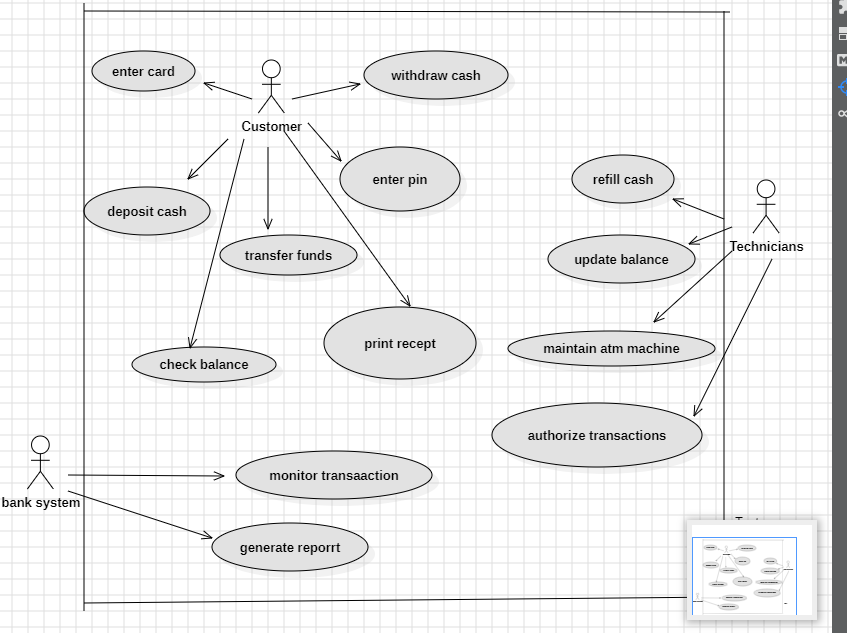 enter card
withdraw cash
Customer
enter pin
refill cash
deposit cash
Technicians
transfer funds
update balance
print recept
maintain atm machine
check balance
authorize transactions
monitor transaaction
bank system
generate reporrt